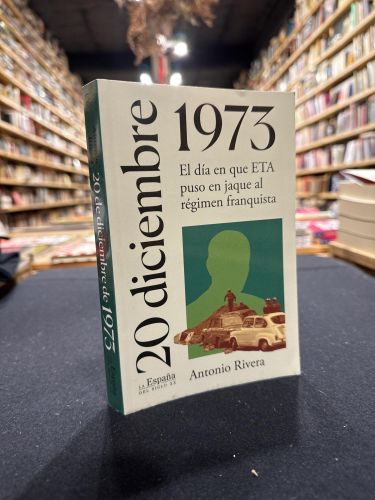 20 diciembre
1973
El día en que ETA
puso en jaque al
régimen franquista
LA España
DEL SIGLO XX
Antonio Rivera
20 de diciembre de 1973